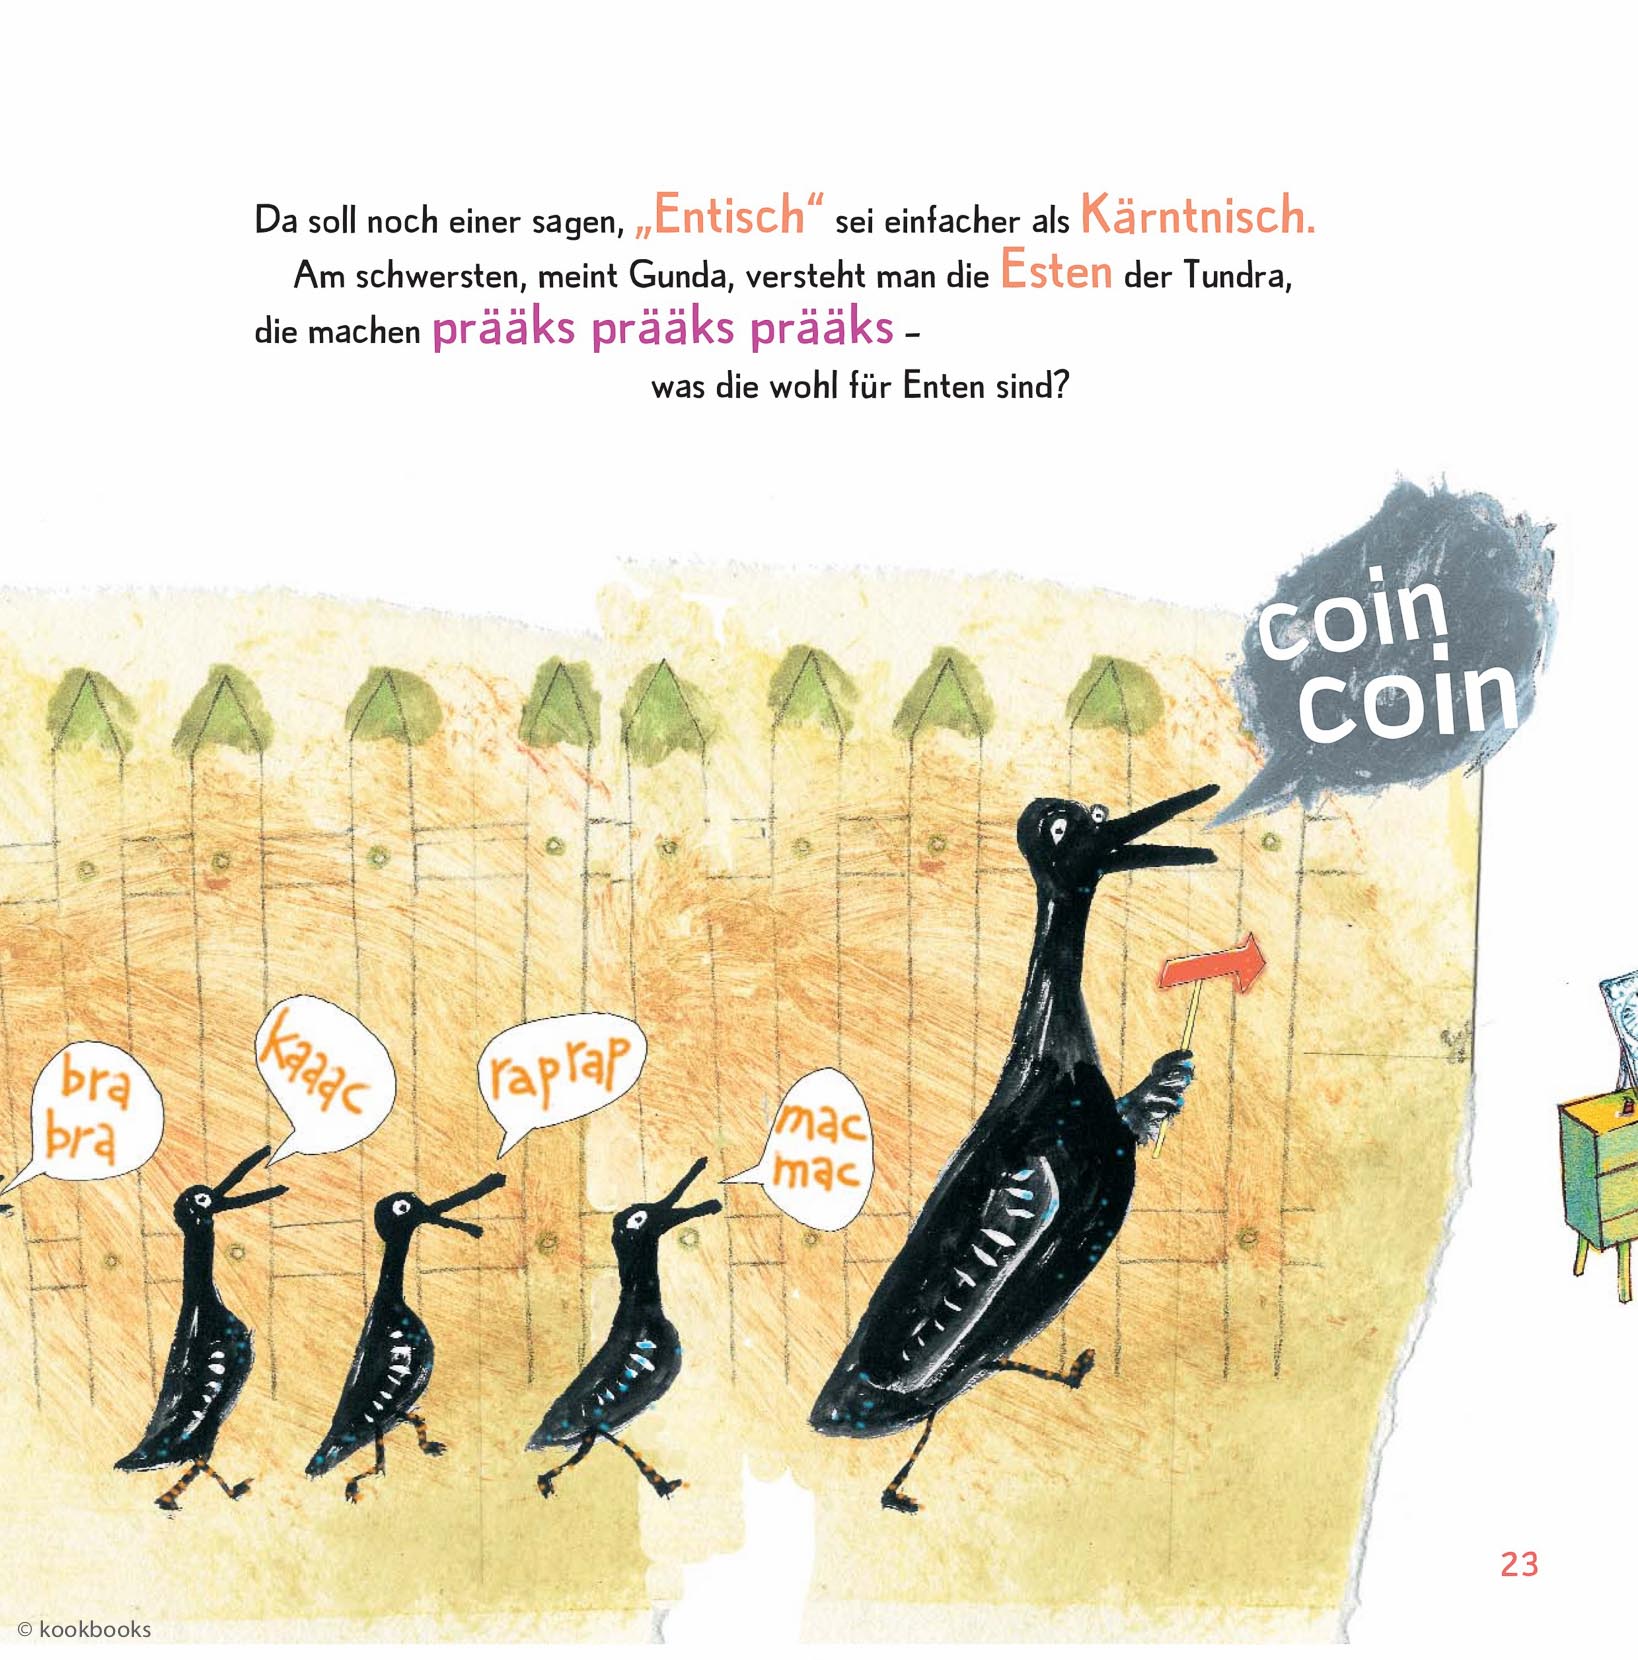 Da soll noch einer sagen, „Entisch“ sei einfacher als Kärntnisch.
Am schwersten, meint Gunda, versteht man die Esten der Tundra,
die machen prääks prääks prääks –
was die wohl für Enten sind?
coin
coin
bra
bra
kaaac
raprap
mac
mac
23
© kookbooks